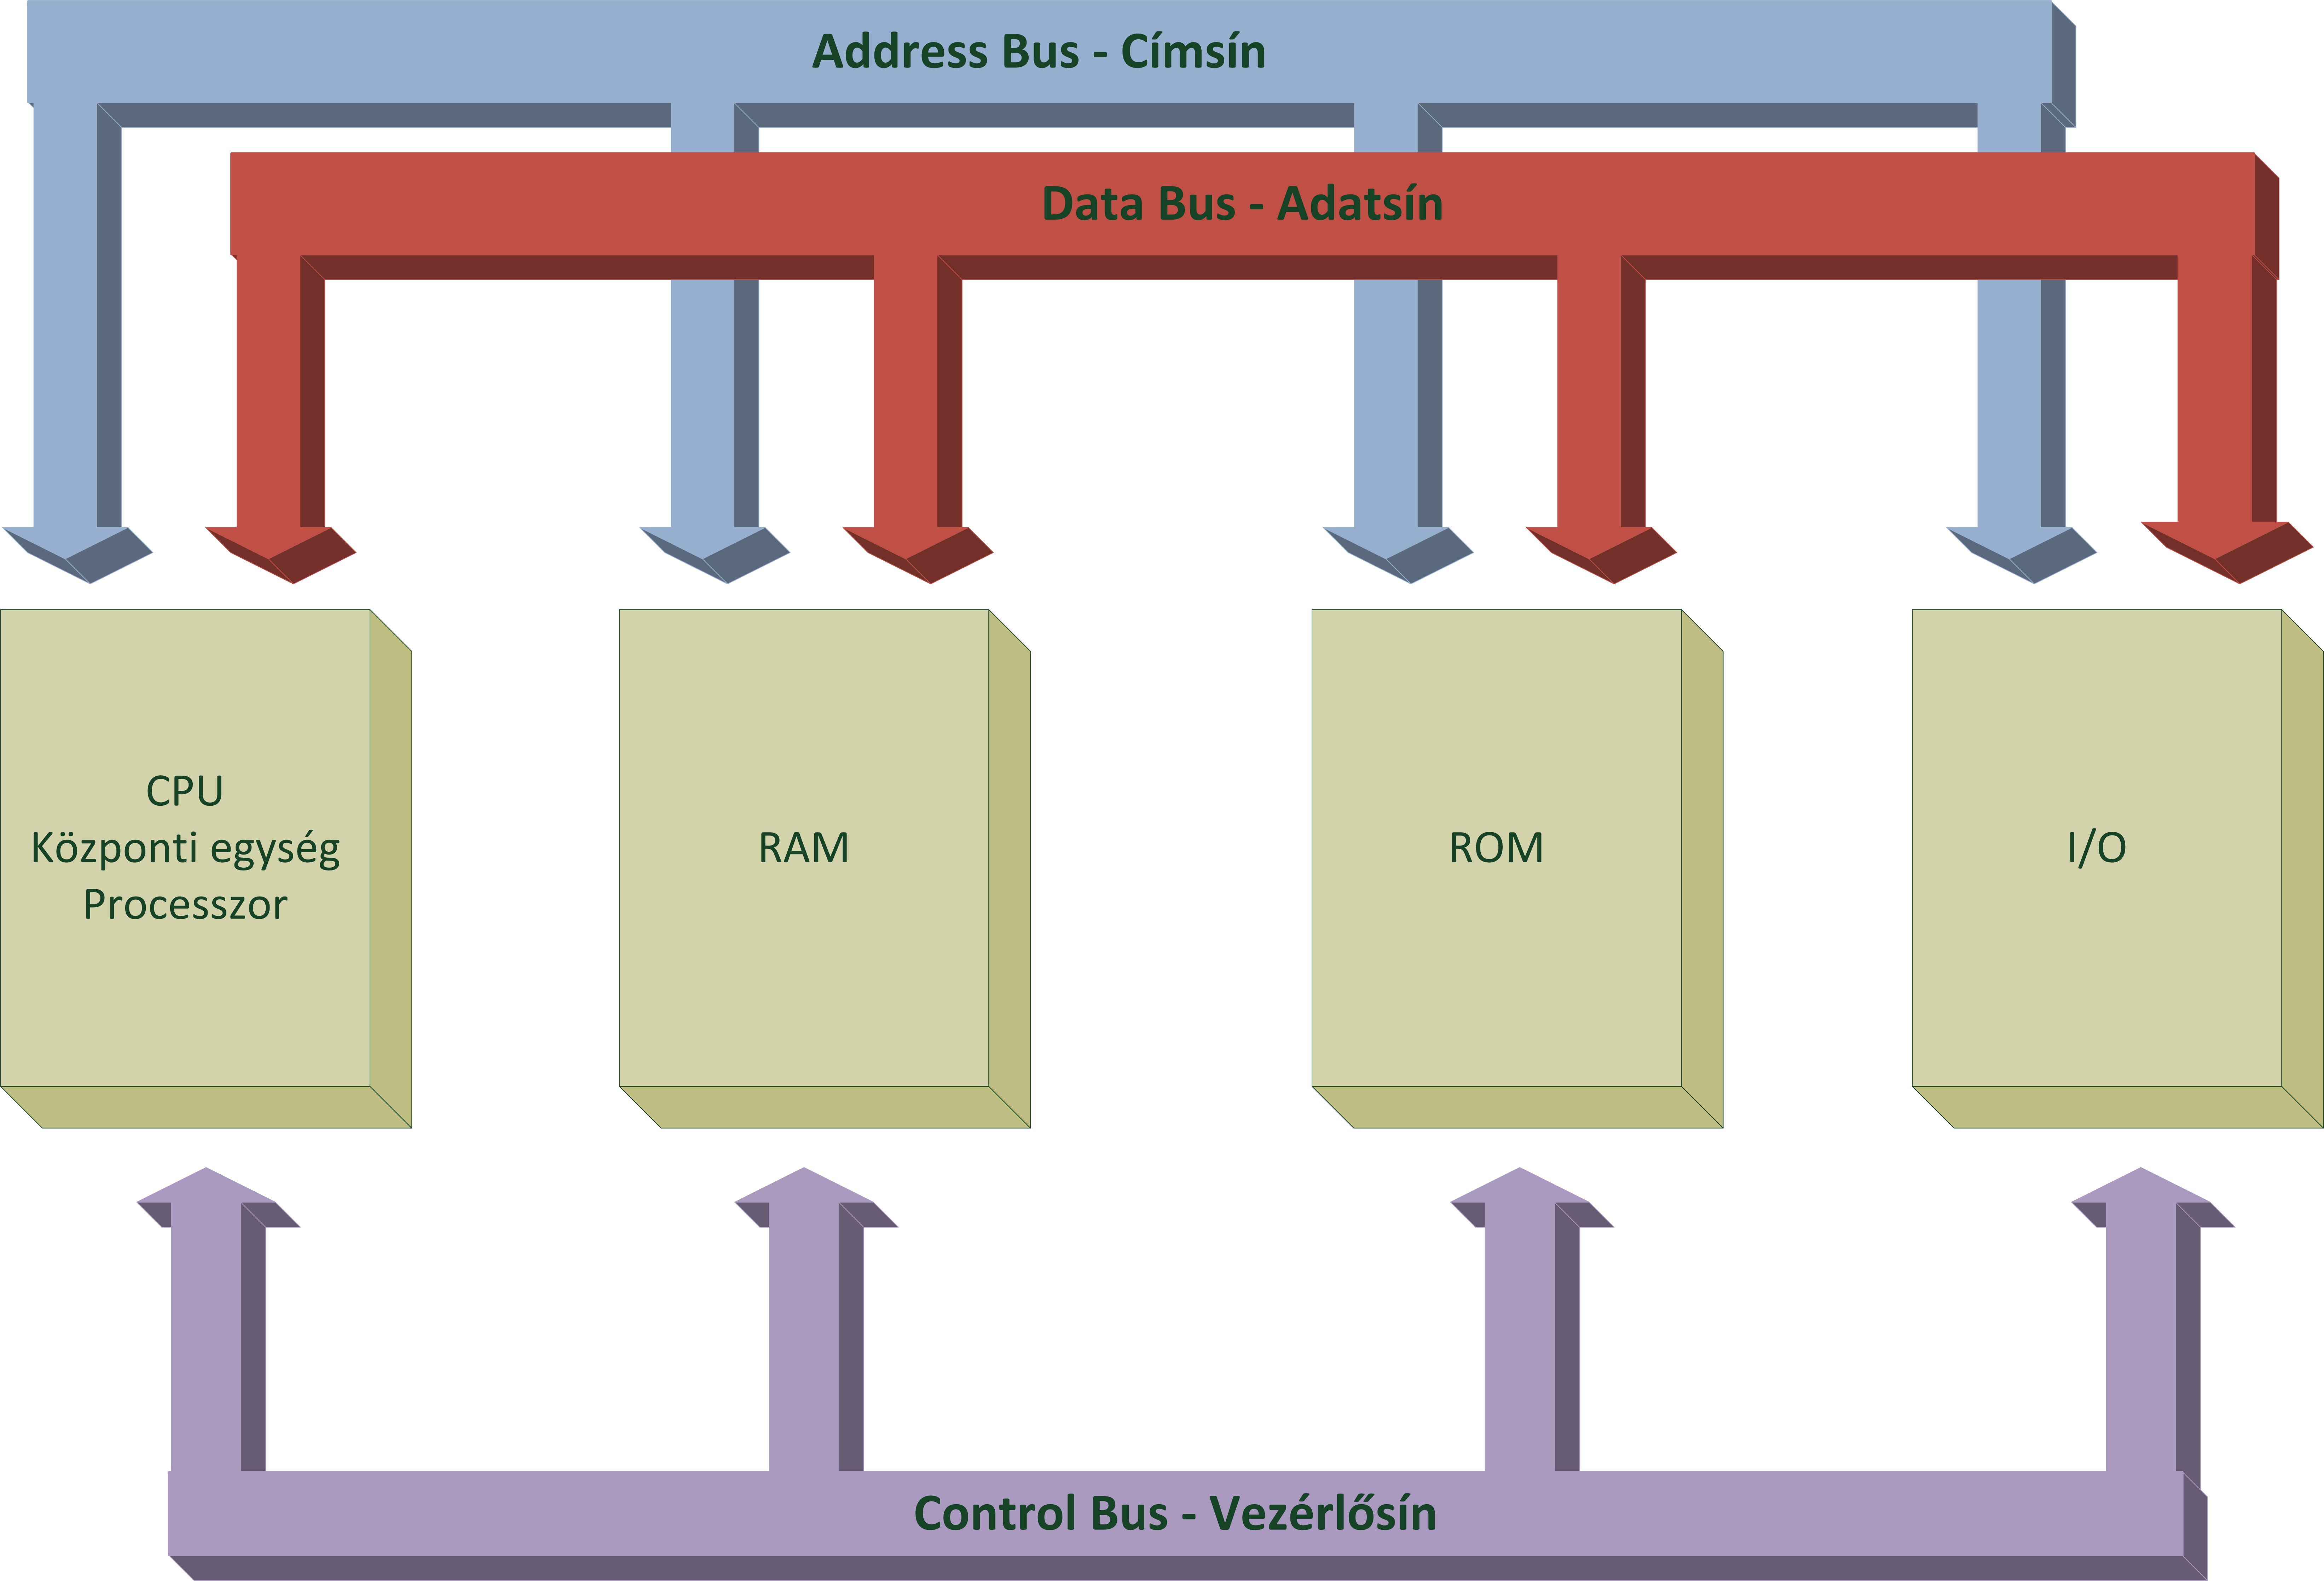 Address Bus - Címsín
Data Bus - Adatsín
CPU
Központi egység
Processzor
RAM
ROM
I/O
Control Bus - Vezérlősín